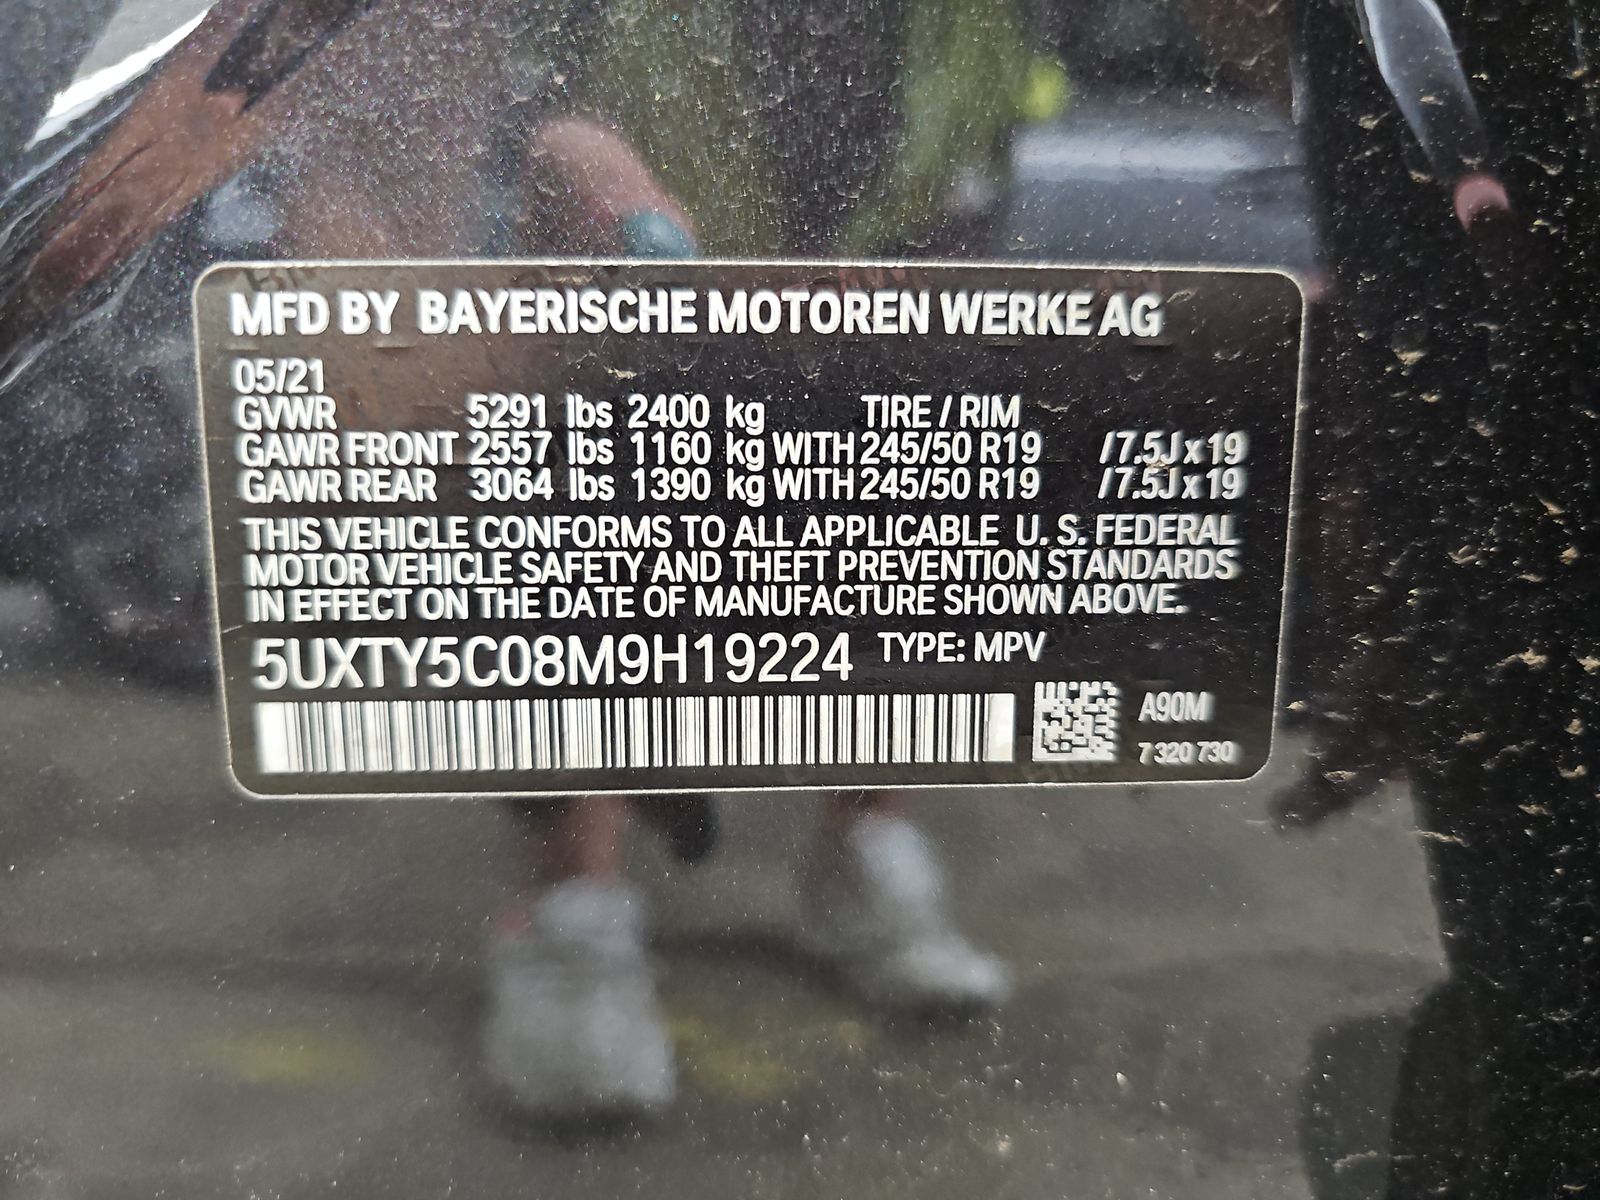 MFD BY BAYERISCHE MOTOREN WERKE AG
05/21
GVWR 5291 lbs 2400 kg TIRE / RIM
GAWR FRONT 2557 lbs 1160 kg WITH 245/50 R19 /7.5J x 19
GAWR REAR 3064 lbs 1390 kg WITH 245/50 R19 /7.5J x 19
THIS VEHICLE CONFORMS TO ALL APPLICABLE U. S. FEDERAL
MOTOR VEHICLE SAFETY AND THEFT PREVENTION STANDARDS
IN EFFECT ON THE DATE OF MANUFACTURE SHOWN ABOVE.
5UXTY5C08M9H19224 TYPE: MPV
A90M
7 320 730